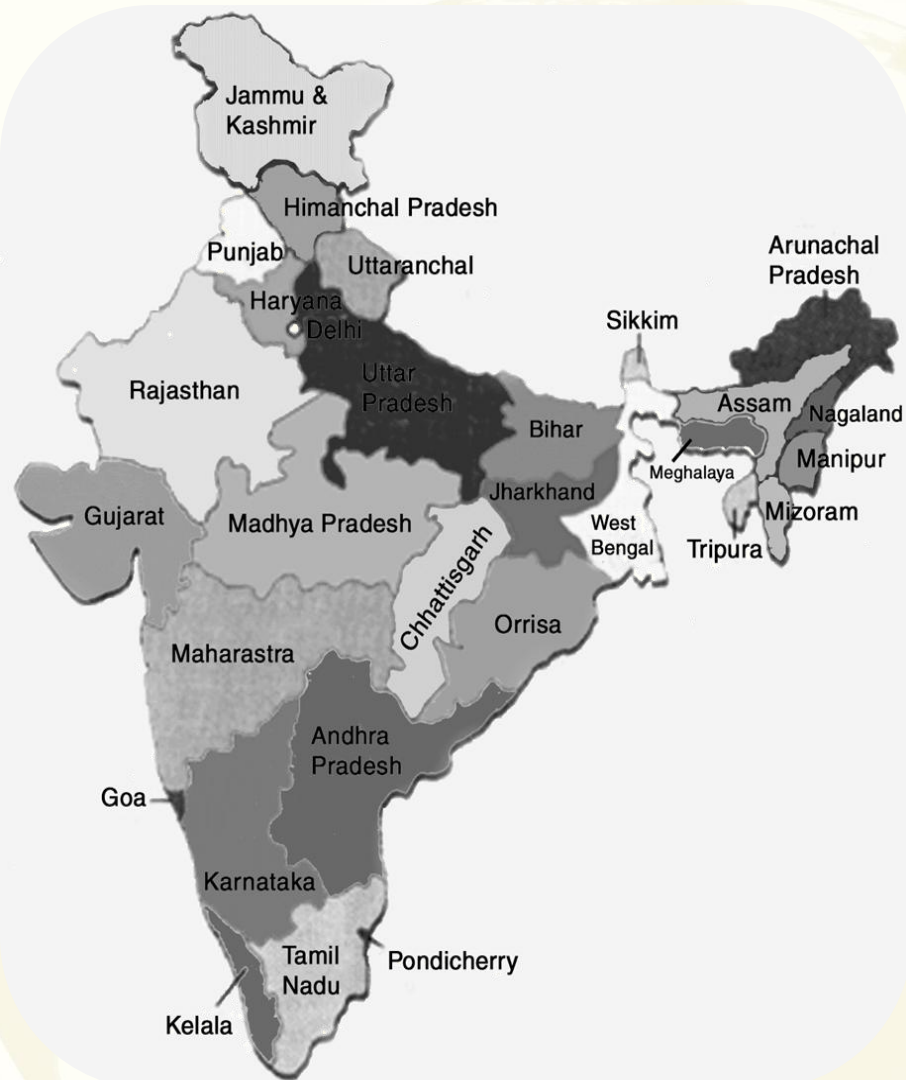 Jammu &
Kashmir
Himanchal Pradesh
Punjab
Uttaranchal
Arunachal
Pradesh
Haryana
Delhi
Sikkim
Rajasthan
Uttar
Pradesh
Assam
Nagaland
Bihar
Manipur
Meghalaya
Jharkhand
Gujarat
Madhya Pradesh
Mizoram
West
Bengal
Tripura
Chhattisgarh
Orrisa
Maharastra
Andhra
Pradesh
Goa
Karnataka
Tamil
Nadu
Pondicherry
Kelala